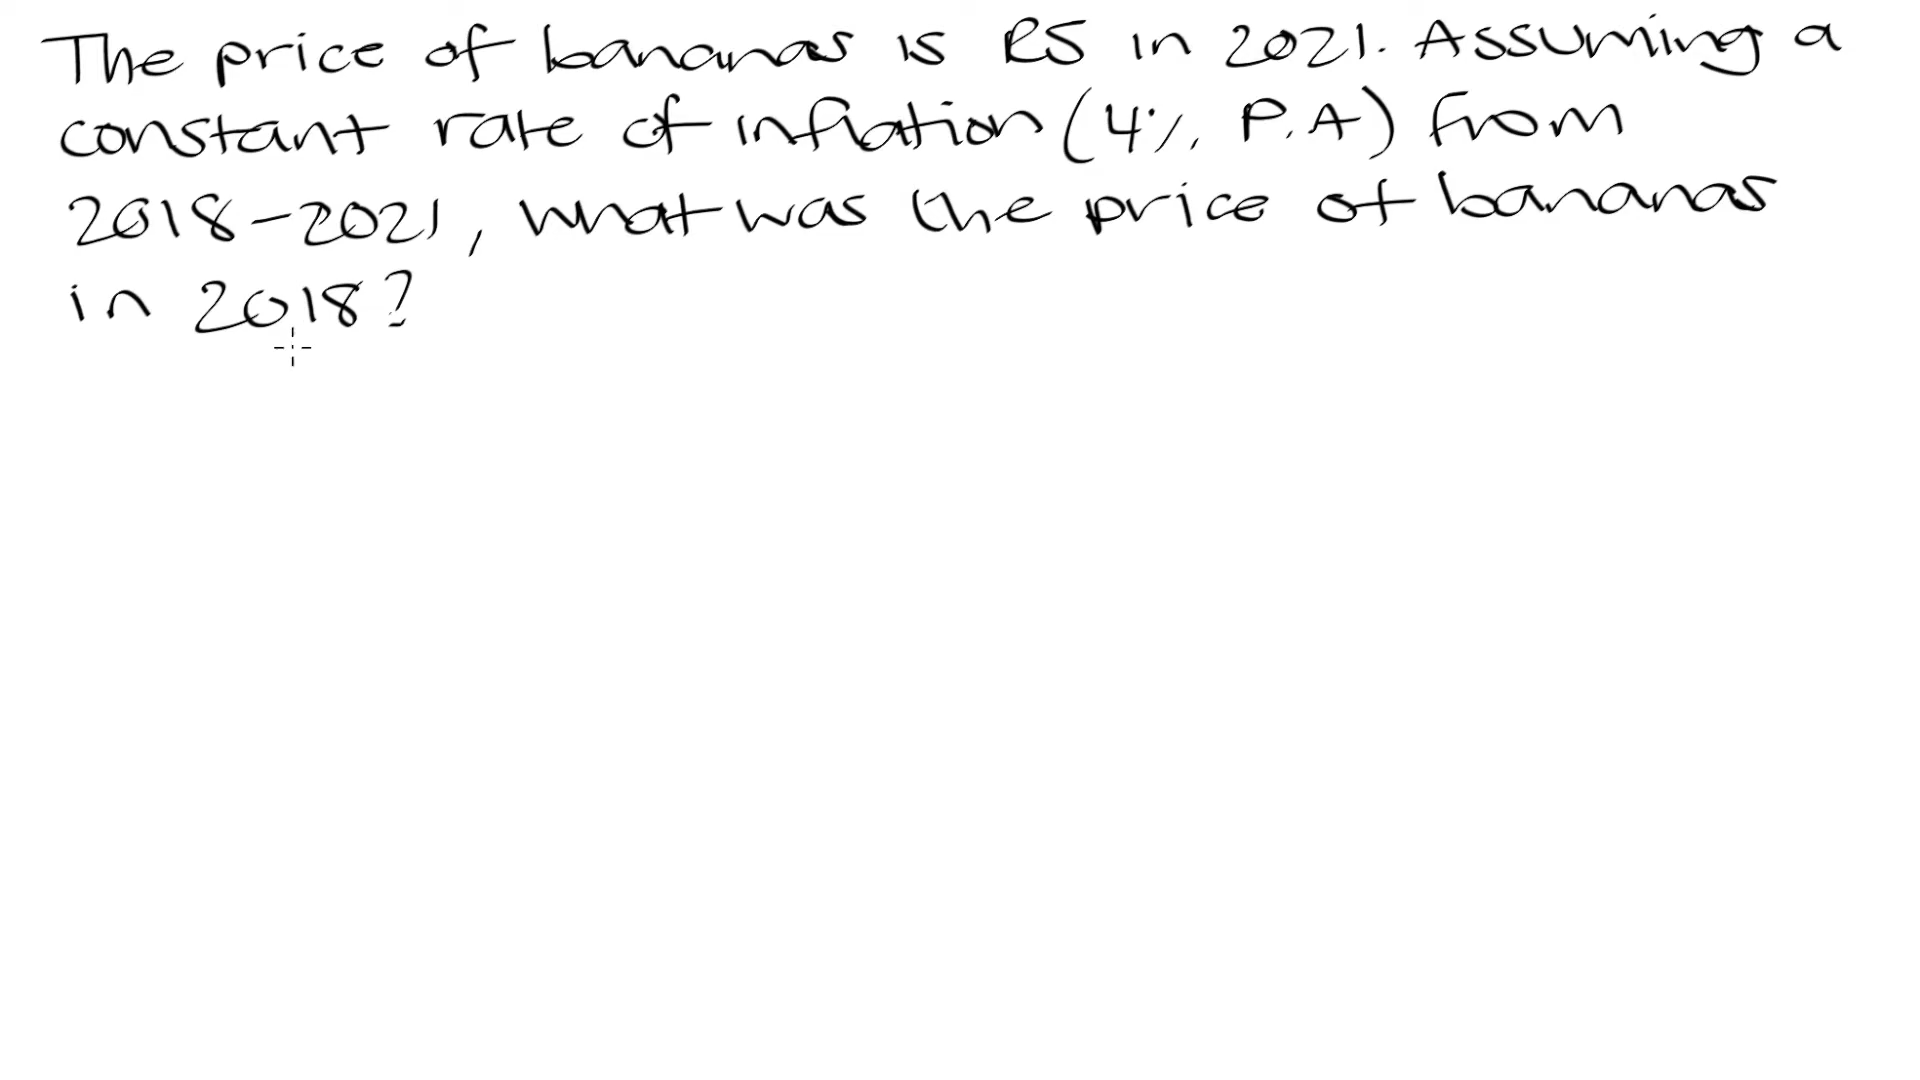 The price of bananas is R5 in 2021. Assuming a
constant rate of inflation (4% P.A) from
2018-2021, what was the price of bananas
in 2018?